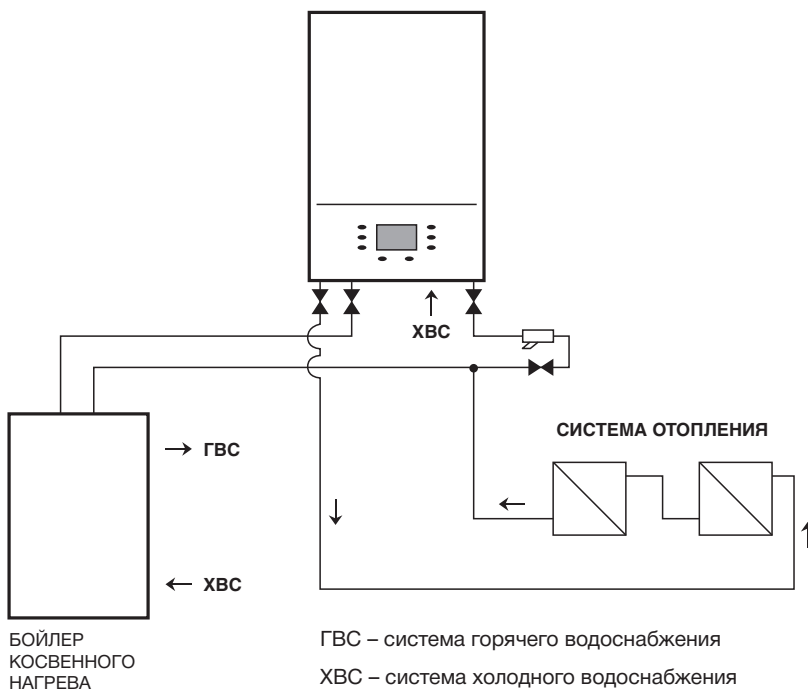 ХВС
СИСТЕМА ОТОПЛЕНИЯ
ГВС
ХВС
БОЙЛЕР
КОСВЕННОГО
НАГРЕВА
ГВС – система горячего водоснабжения
ХВС – система холодного водоснабжения